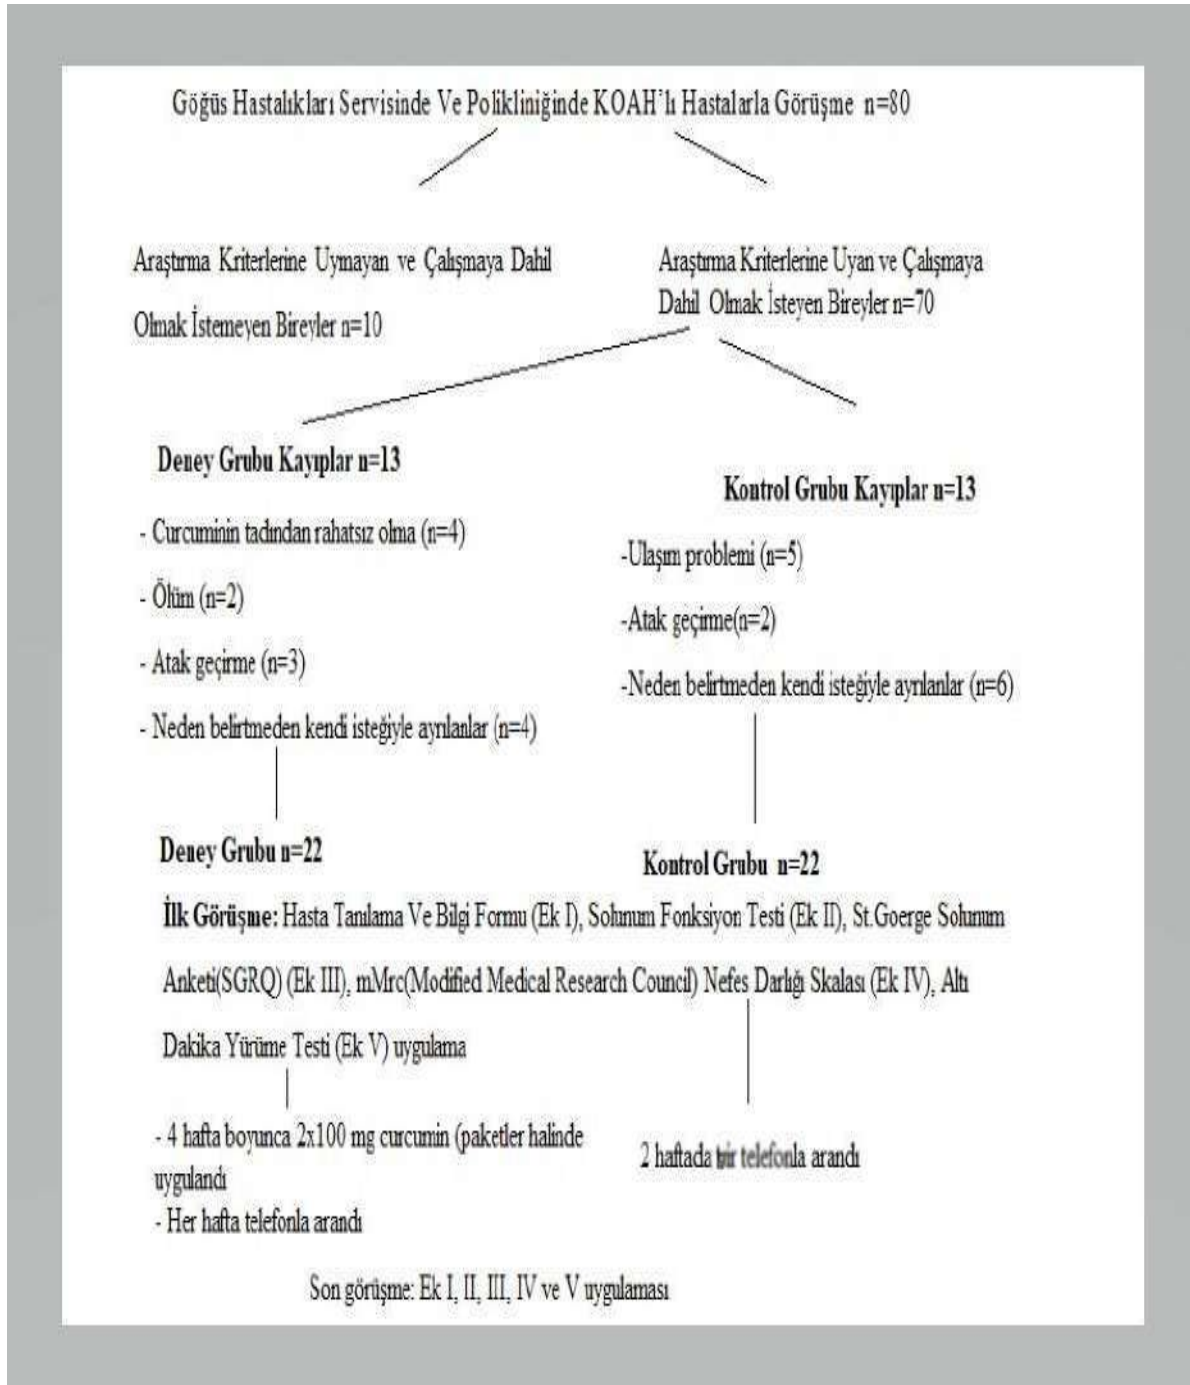 Göğüs Hastalıkları Servisinde Ve Polikliniğinde KOAH'lı Hastalarla Görüşme n=80
Araştırma Kriterlerine Uymayan ve Çalışmaya Dahil
Olmak İstemeyen Bireyler n=10
Araştırma Kriterlerine Uyan ve Çalışmaya
Dahil Olmak İsteyen Bireyler n=70
Deney Grubu Kayıplar n=13
- Curcuminin tadından rahatsız olma (n=4)
- Ölüm (n=2)
- Atak geçirme (n=3)
- Neden belirtmeden kendi isteğiyle ayrılanlar (n=4)
Kontrol Grubu Kayıplar n=13
-Ulaşım problemi (n=5)
-Atak geçirme(n=2)
-Neden belirtmeden kendi isteğiyle ayrılanlar (n=6)
Deney Grubu n=22
Kontrol Grubu n=22
İlk Görüşme: Hasta Tanılama Ve Bilgi Formu (Ek I), Solunum Fonksiyon Testi (Ek II), St.Goerge Solunum
Anketi(SGRQ) (Ek III), mMrc(Modified Medical Research Council) Nefes Darlığı Skalası (Ek IV), Altı
Dakika Yürüme Testi (Ek V) uygulama
- 4 hafta boyunca 2x100 mg curcumin (paketler halinde
uygulandı
- Her hafta telefonla arandı
2 haftada bir telefonla arandı
Son görüşme: Ek I, II, III, IV ve V uygulaması